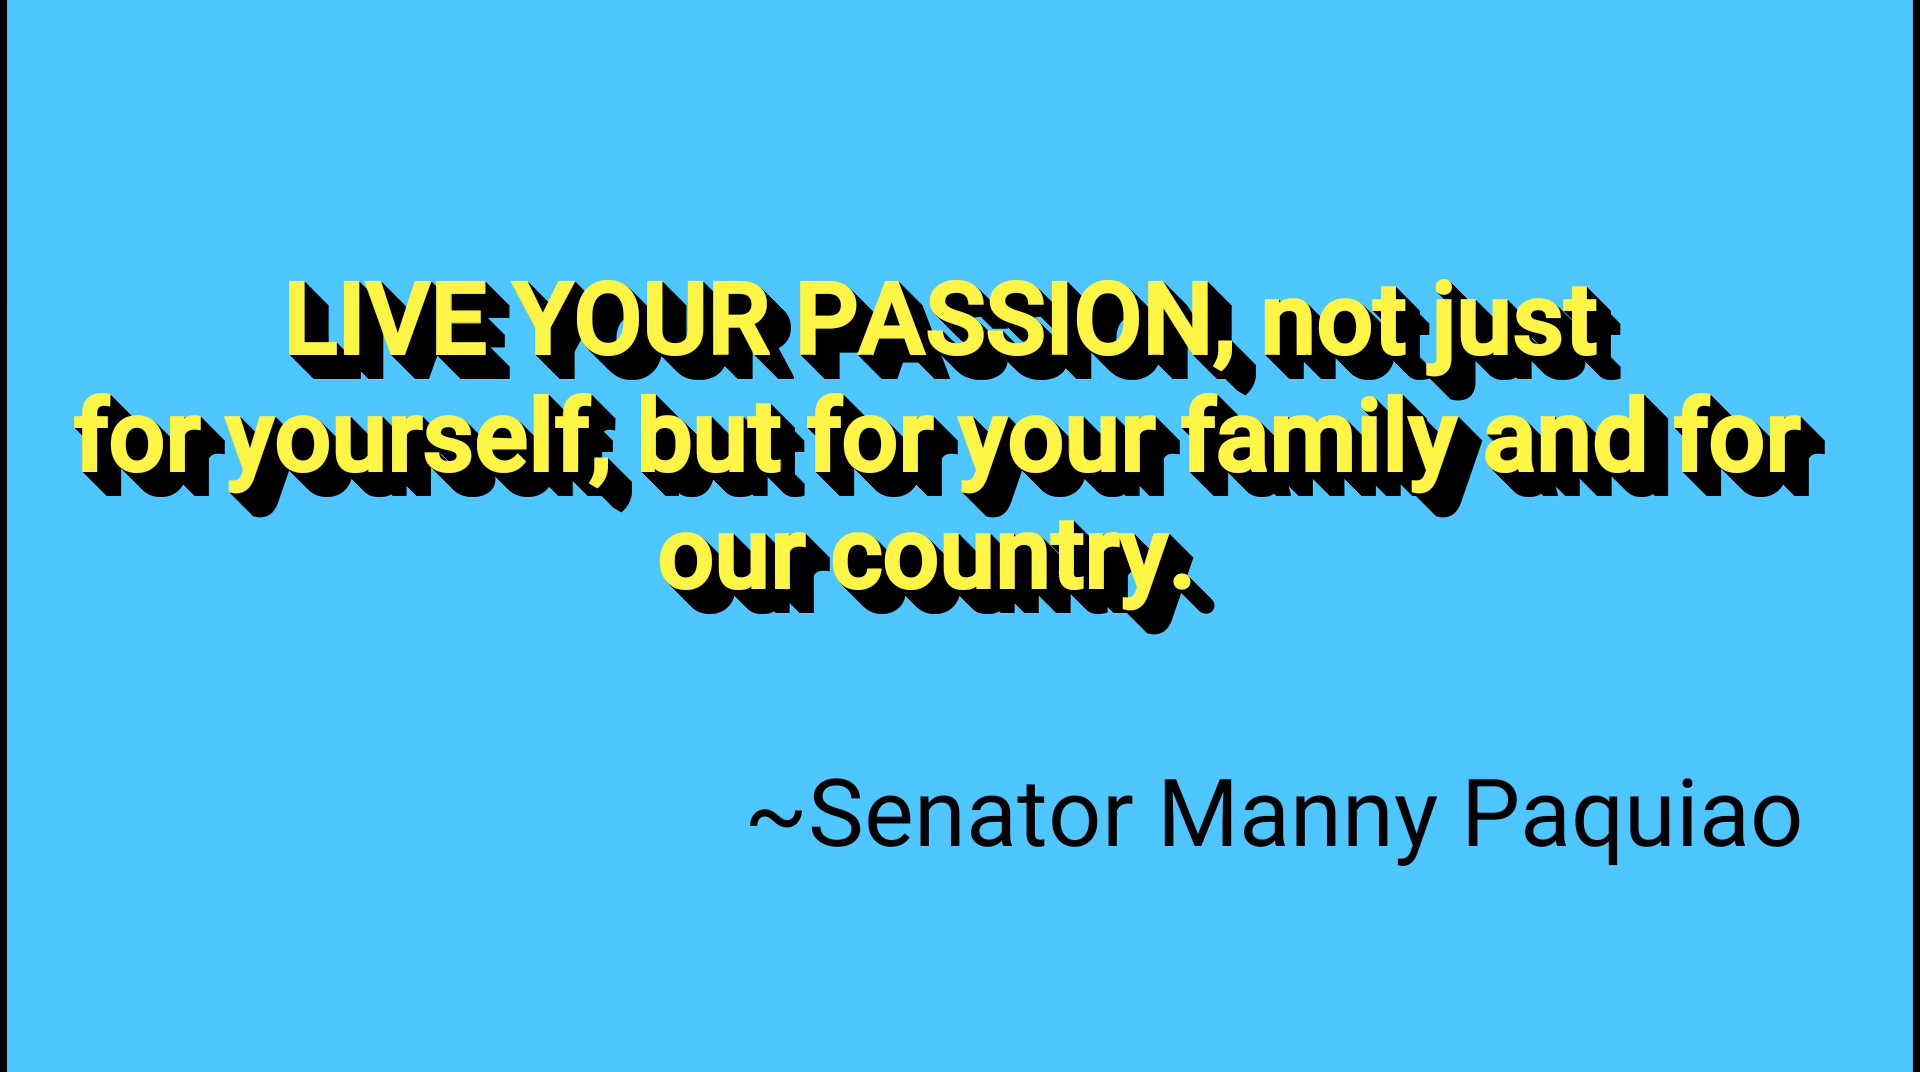 LIVE YOUR PASSION, not just
for yourself, but for your family and for
our country.
~Senator Manny Paquiao